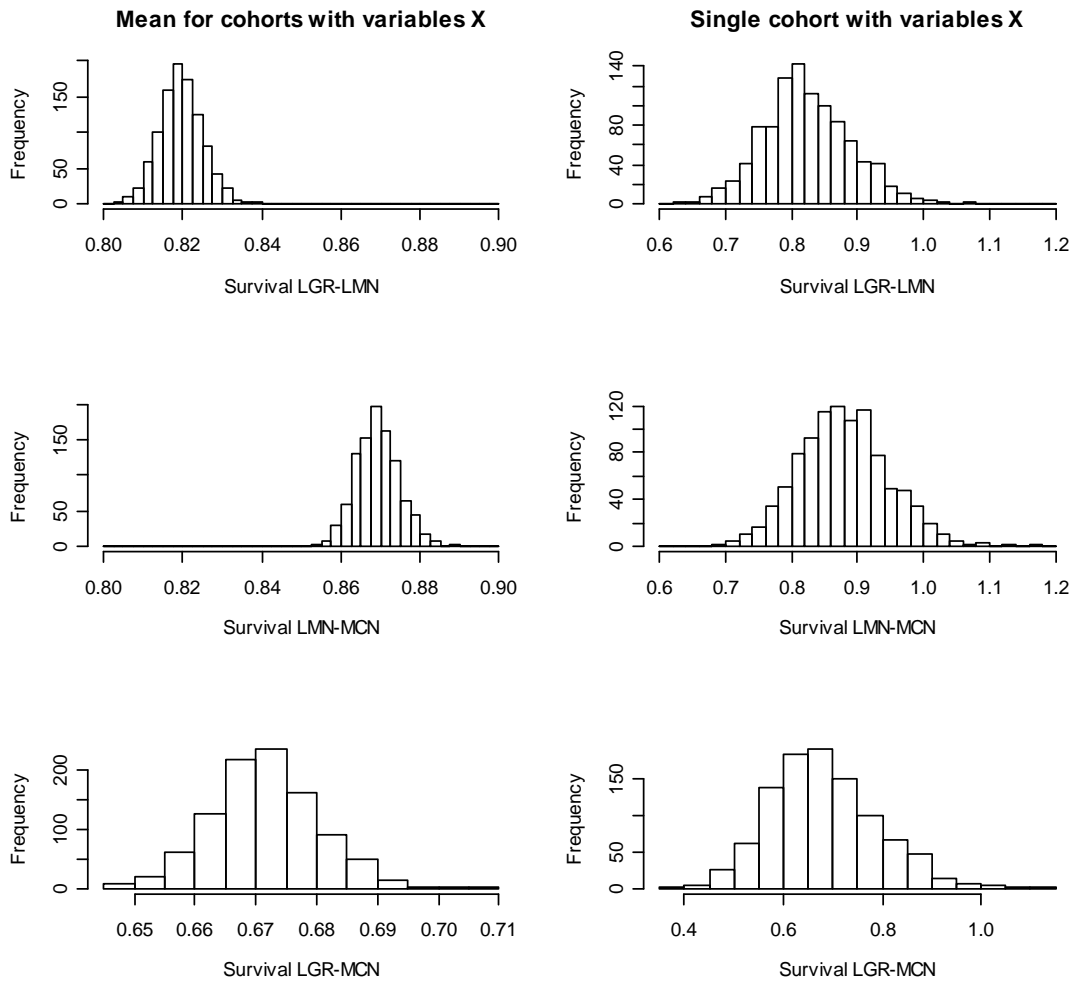 Mean for cohorts with variables X
Single cohort with variables X
Frequency
0 50 150
0.80 0.82 0.84 0.86 0.88 0.90
Survival LGR-LMN
Frequency
0 40 80 140
0.6 0.7 0.8 0.9 1.0 1.1 1.2
Survival LGR-LMN
Frequency
0 50 150
0.80 0.82 0.84 0.86 0.88 0.90
Survival LMN-MCN
Frequency
0 40 80 120
0.6 0.7 0.8 0.9 1.0 1.1 1.2
Survival LMN-MCN
Frequency
0 100 200
0.65 0.66 0.67 0.68 0.69 0.70 0.71
Survival LGR-MCN
Frequency
0 50 150
0.4 0.6 0.8 1.0
Survival LGR-MCN